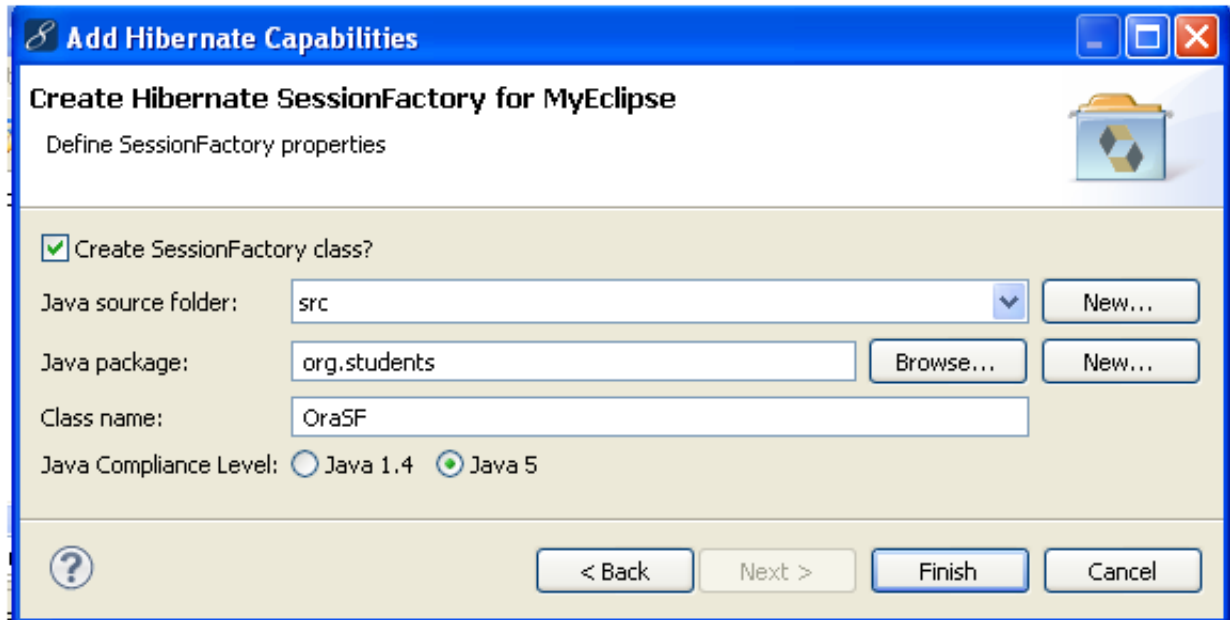 Add Hibernate Capabilities
Create Hibernate SessionFactory for MyEclipse
Define SessionFactory properties
Create SessionFactory class?
Java source folder: src New...
Java package: org.students Browse... New...
Class name: OraSF
Java Compliance Level: Java 1.4 Java 5
? < Back Next > Finish Cancel